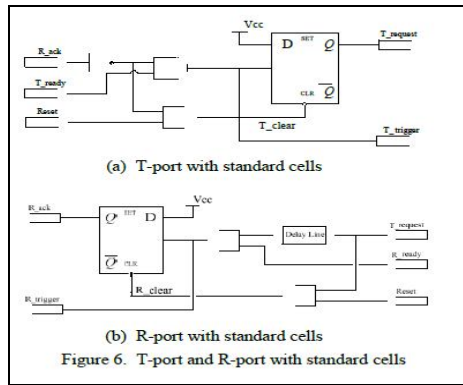 Vcc
R_ack
D SET Q
T_request
T_ready
Reset
CLR Q
T_clear
T_trigger
(a) T-port with standard cells
R_ack
Vcc
Q SET D
T_request
Delay Line
R_ready
Q CLR
R_clear
Reset
R_trigger
(b) R-port with standard cells
Figure 6. T-port and R-port with standard cells